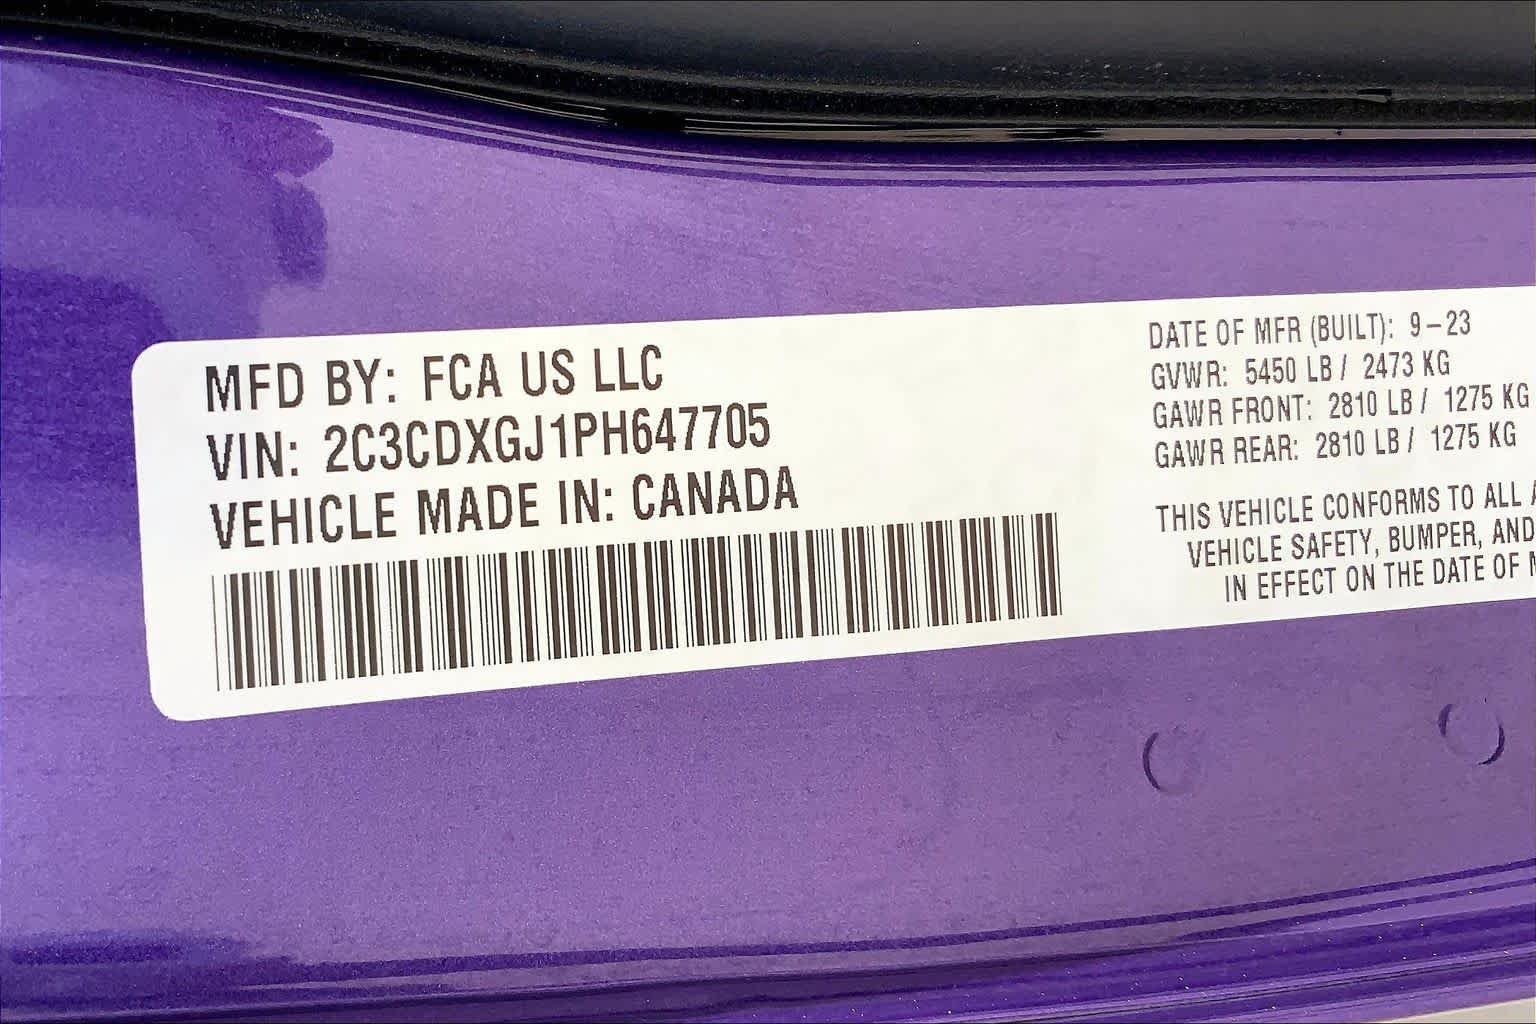 MFD BY: FCA US LLC
VIN: 2C3CDXGJ1PH647705
VEHICLE MADE IN: CANADA
DATE OF MFR (BUILT): 9-23
GVWR: 5450 LB / 2473 KG
GAWR FRONT: 2810 LB / 1275 KG
GAWR REAR: 2810 LB / 1275 KG
THIS VEHICLE CONFORMS TO ALL
VEHICLE SAFETY, BUMPER, AND
IN EFFECT ON THE DATE OF